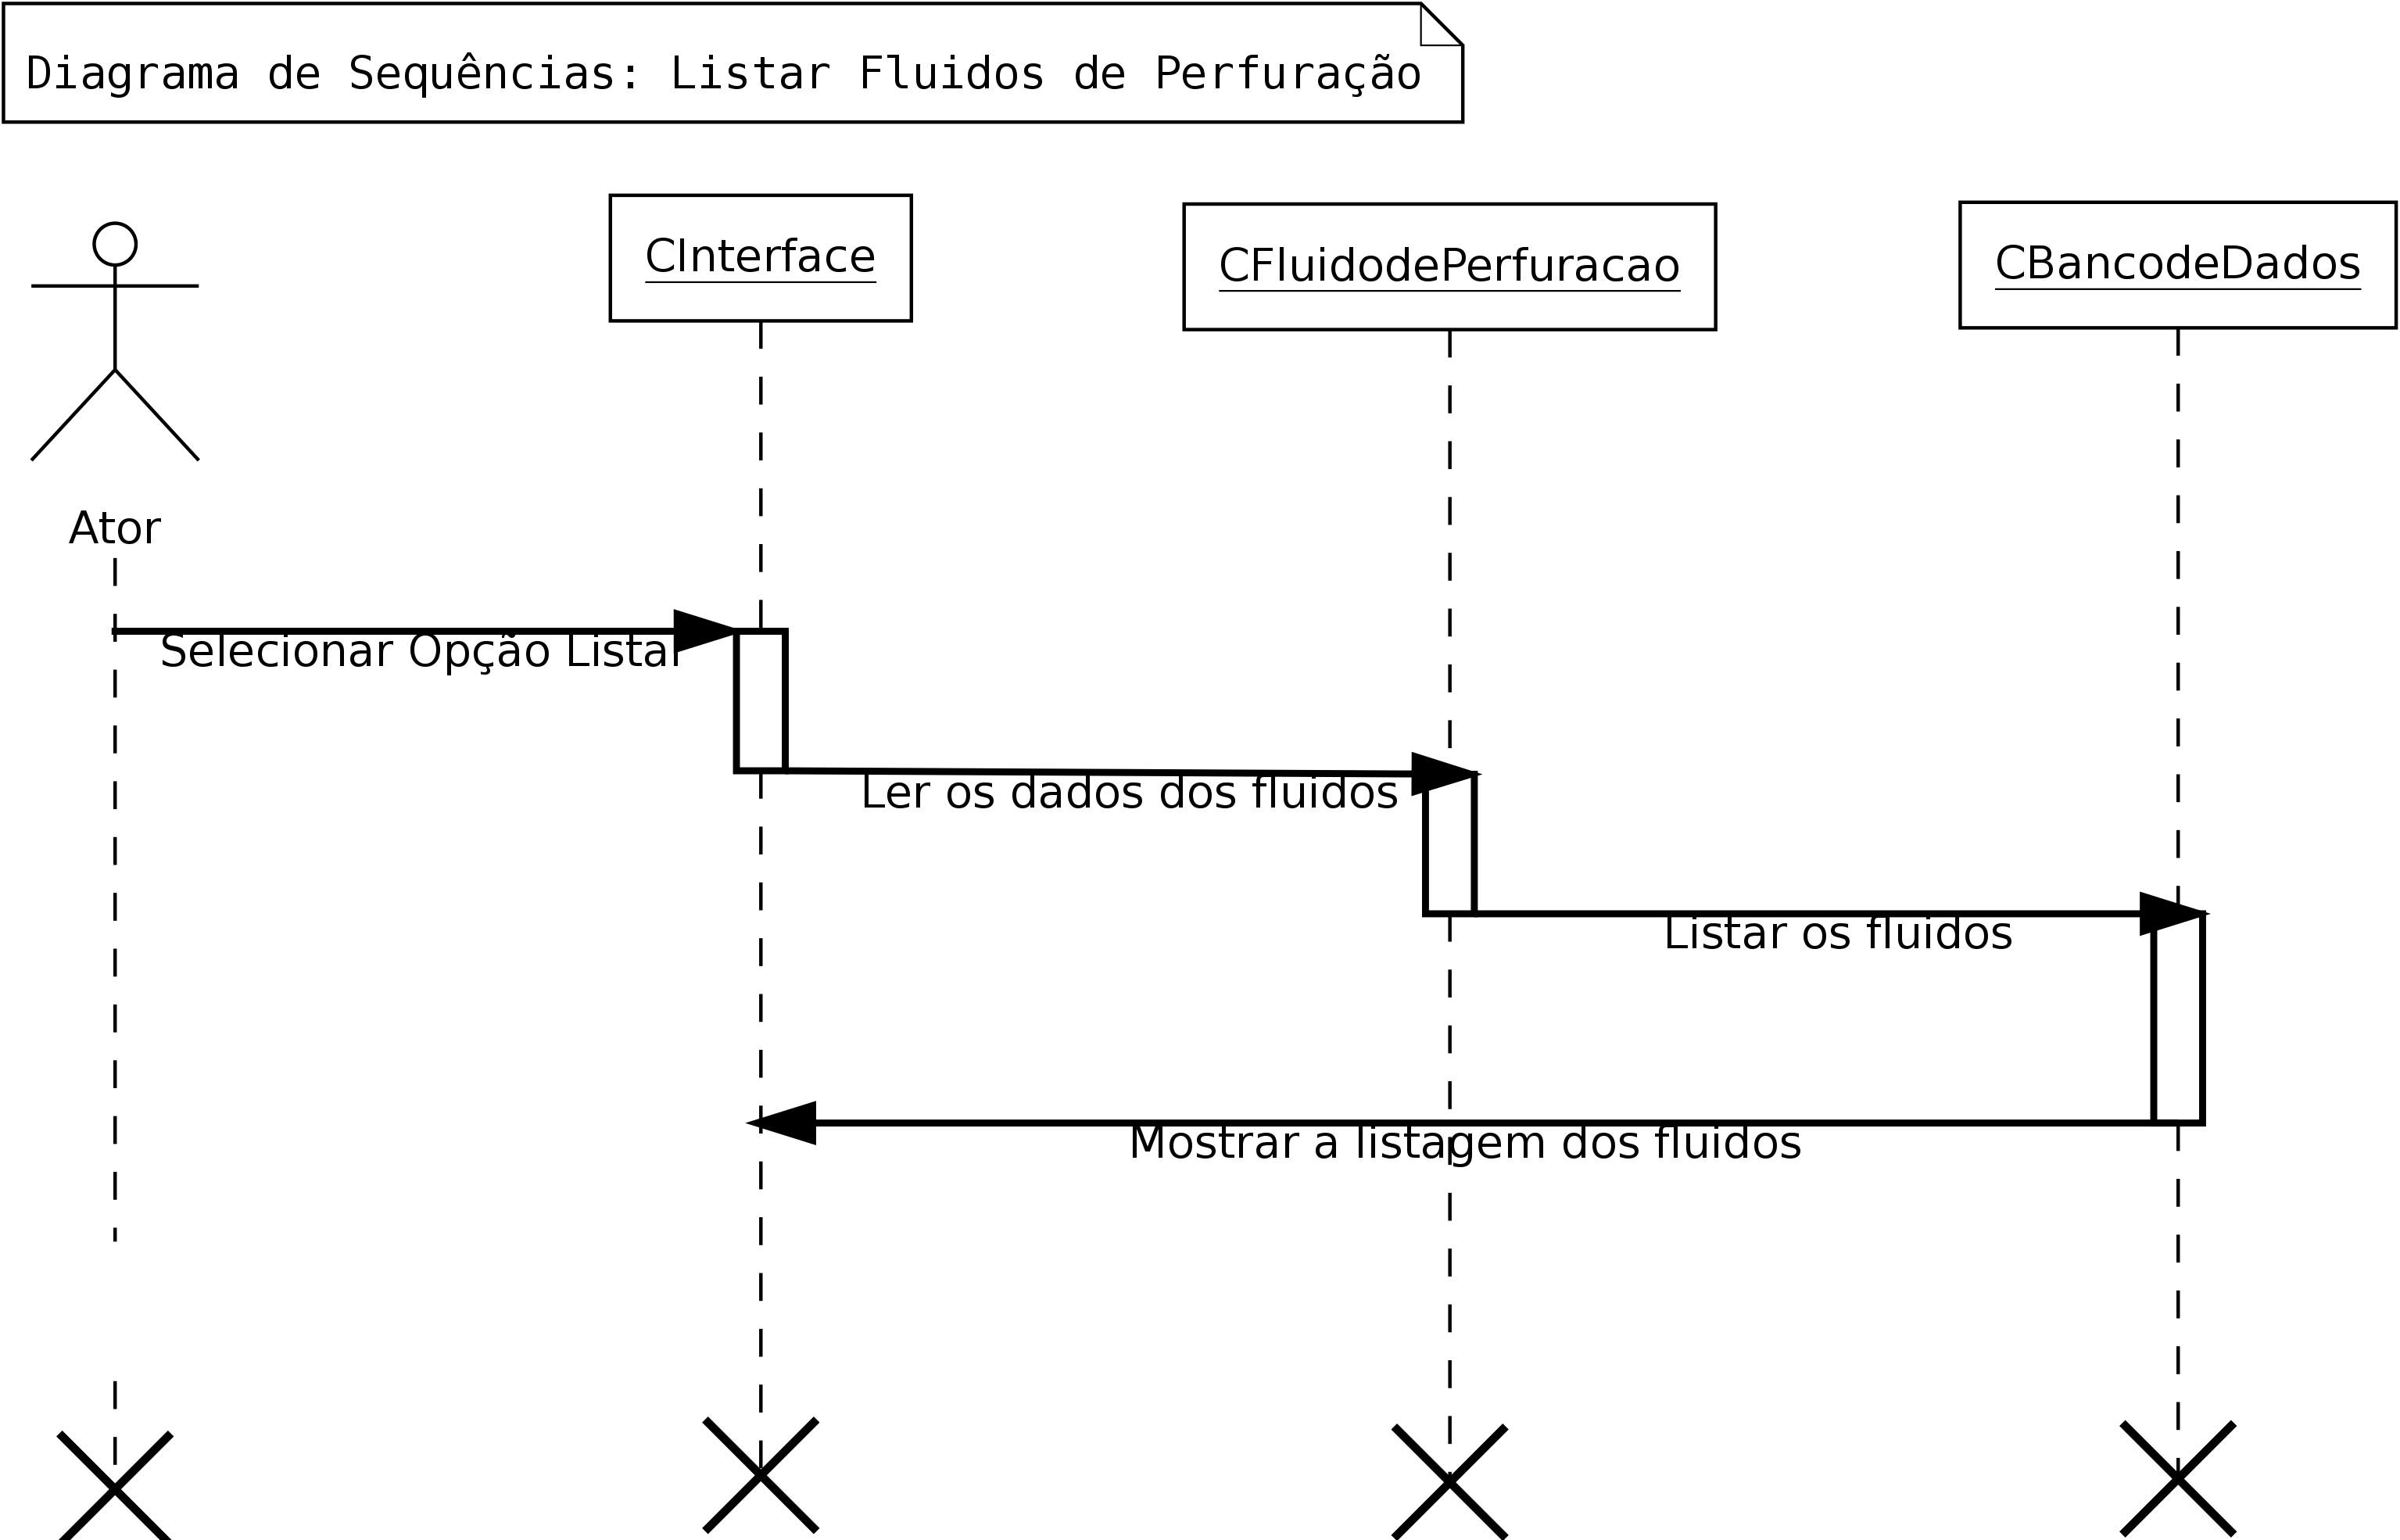 Diagrama de Sequências: Listar Fluidos de Perfuração
CInterface
CFluidodePerfuracao
CBancodeDados
Ator
Selecionar Opção Listar
Ler os dados dos fluidos
Listar os fluidos
Mostrar a listagem dos fluidos